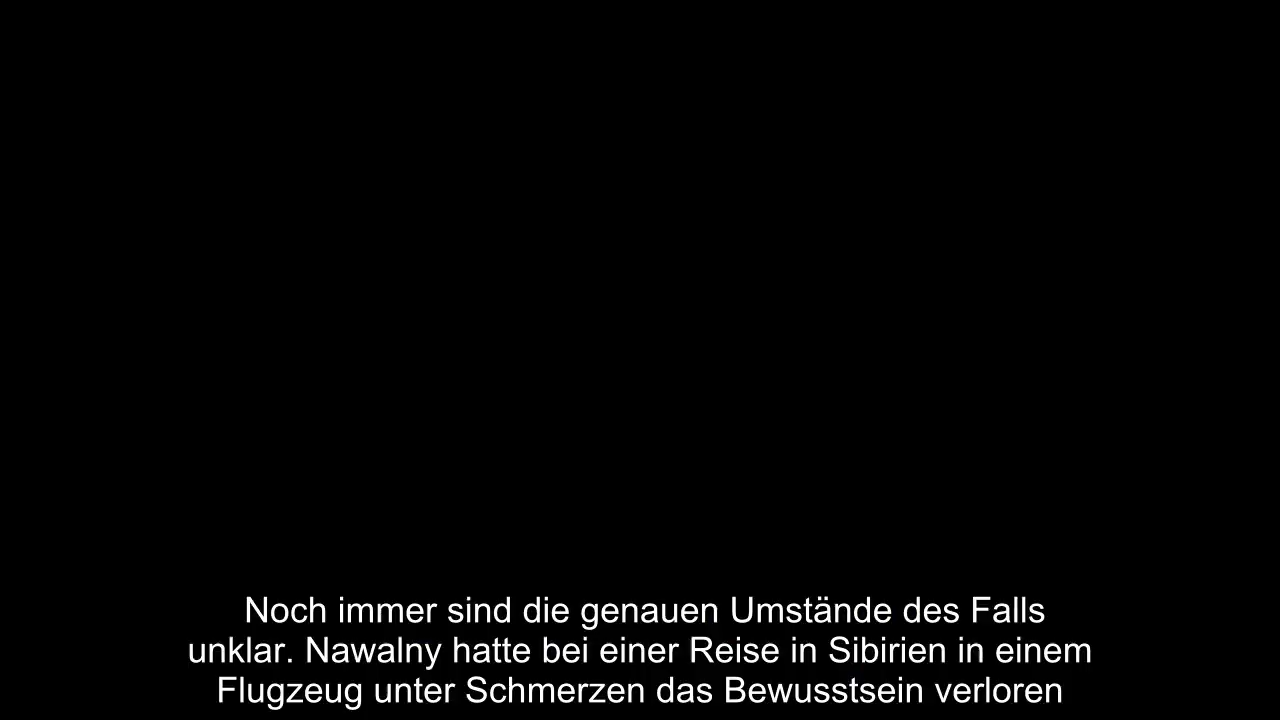 Noch immer sind die genauen Umstände des Falls
unklar. Nawalny hatte bei einer Reise in Sibirien in einem
Flugzeug unter Schmerzen das Bewusstsein verloren